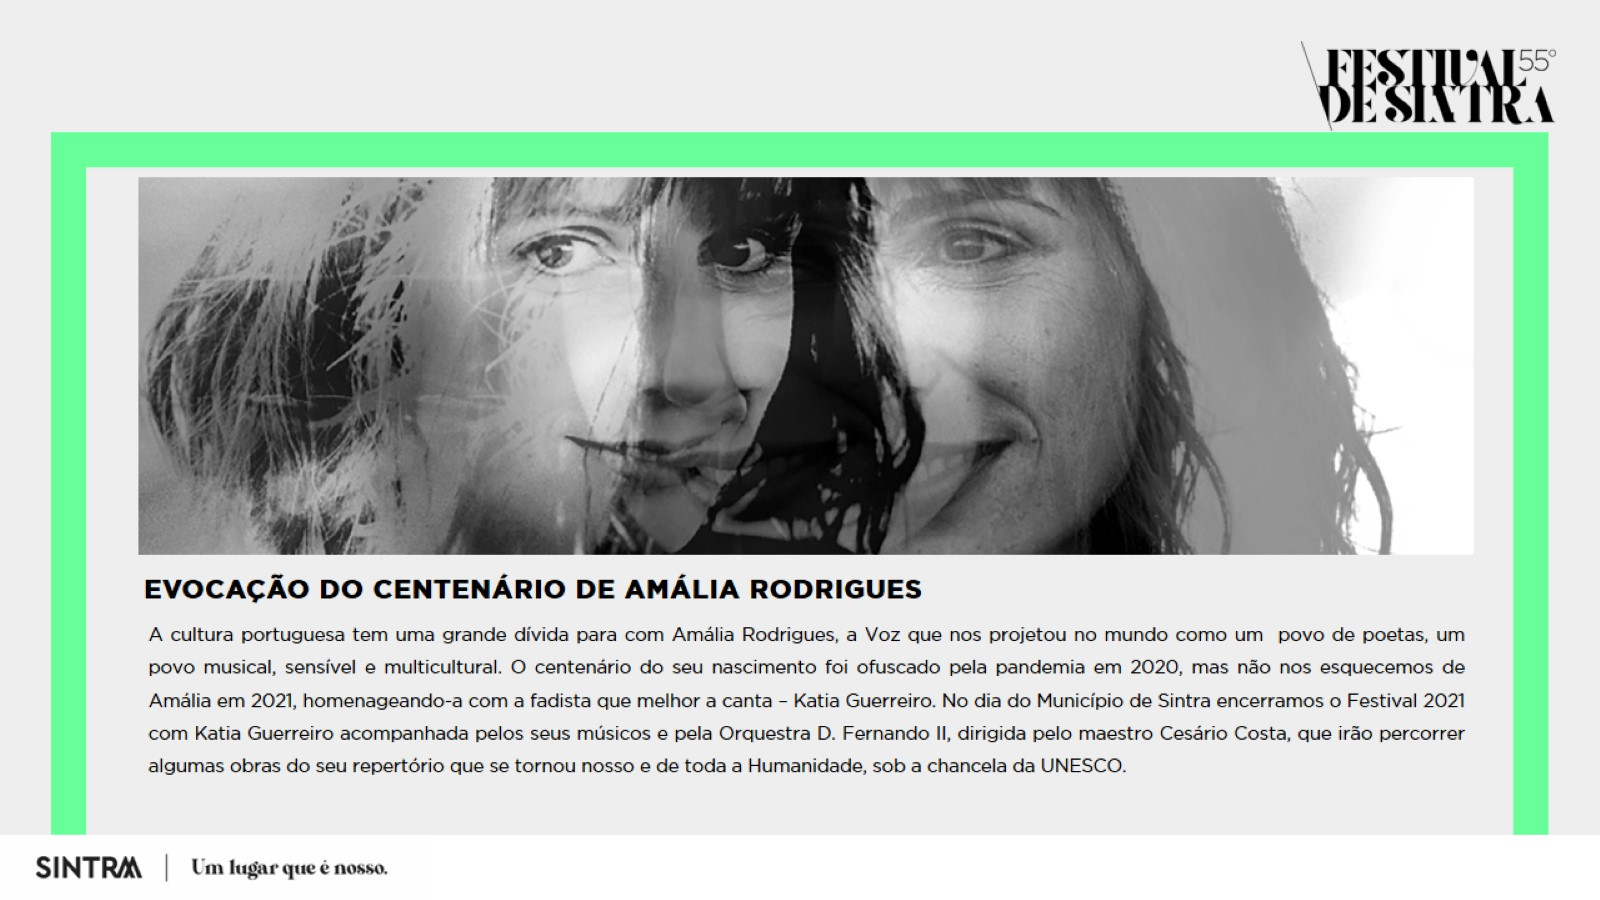 FESTIVAL 55º
DE SINTRA
EVOCAÇÃO DO CENTENÁRIO DE AMÁLIA RODRIGUES
A cultura portuguesa tem uma grande dívida para com Amália Rodrigues, a Voz que nos projetou no mundo como um povo de poetas, um
povo musical, sensível e multicultural. O centenário do seu nascimento foi ofuscado pela pandemia em 2020, mas não nos esquecemos de
Amália em 2021, homenageando-a com a fadista que melhor a canta – Katia Guerreiro. No dia do Município de Sintra encerramos o Festival 2021
com Katia Guerreiro acompanhada pelos seus músicos e pela Orquestra D. Fernando II, dirigida pelo maestro Cesário Costa, que irão percorrer
algumas obras do seu repertório que se tornou nosso e de toda a Humanidade, sob a chancela da UNESCO.
SINTRA | Um lugar que é nosso.